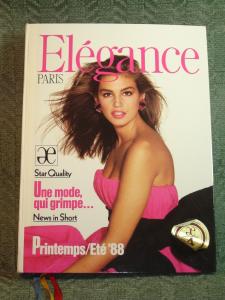 Elégance
PARIS
æ
Star Quality
Une mode,
qui grimpe...
News in Short
Printemps/Eté '88